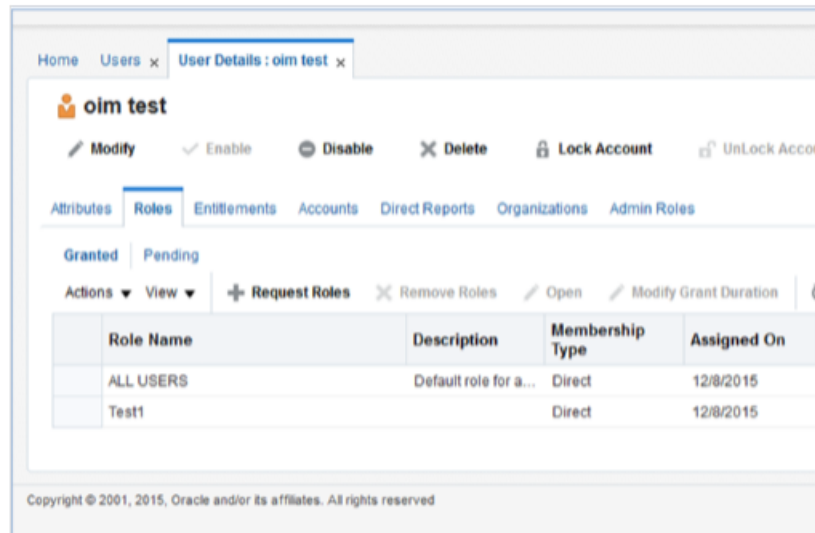 Home Users x User Details : oim test x
oim test
Modify Enable Disable Delete Lock Account UnLock
Attributes Roles Entitlements Accounts Direct Reports Organizations Admin Roles
Granted Pending
Actions View Request Roles Remove Roles Open Modify Grant Duration
Role Name Description Membership Type Assigned On
ALL USERS Default role for a... Direct 12/8/2015
Test1 Direct 12/8/2015
Copyright © 2001, 2015, Oracle and/or its affiliates. All rights reserved